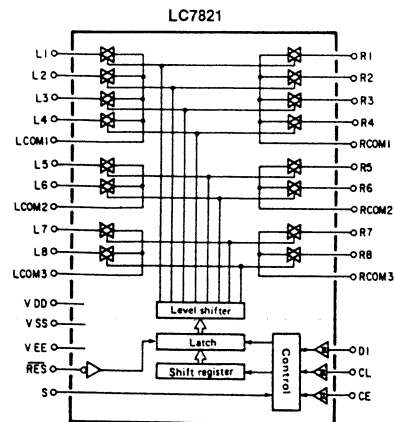 LC7821
L1
R1
L2
R2
L3
R3
L4
R4
LCOM1
RCOM1
L5
R5
L6
R6
LCOM2
RCOM2
L7
R7
L8
R8
LCOM3
RCOM3
VDD
Level shifter
VSS
VEE
Latch
DI
RES
Shift register
Control
CL
S
CE